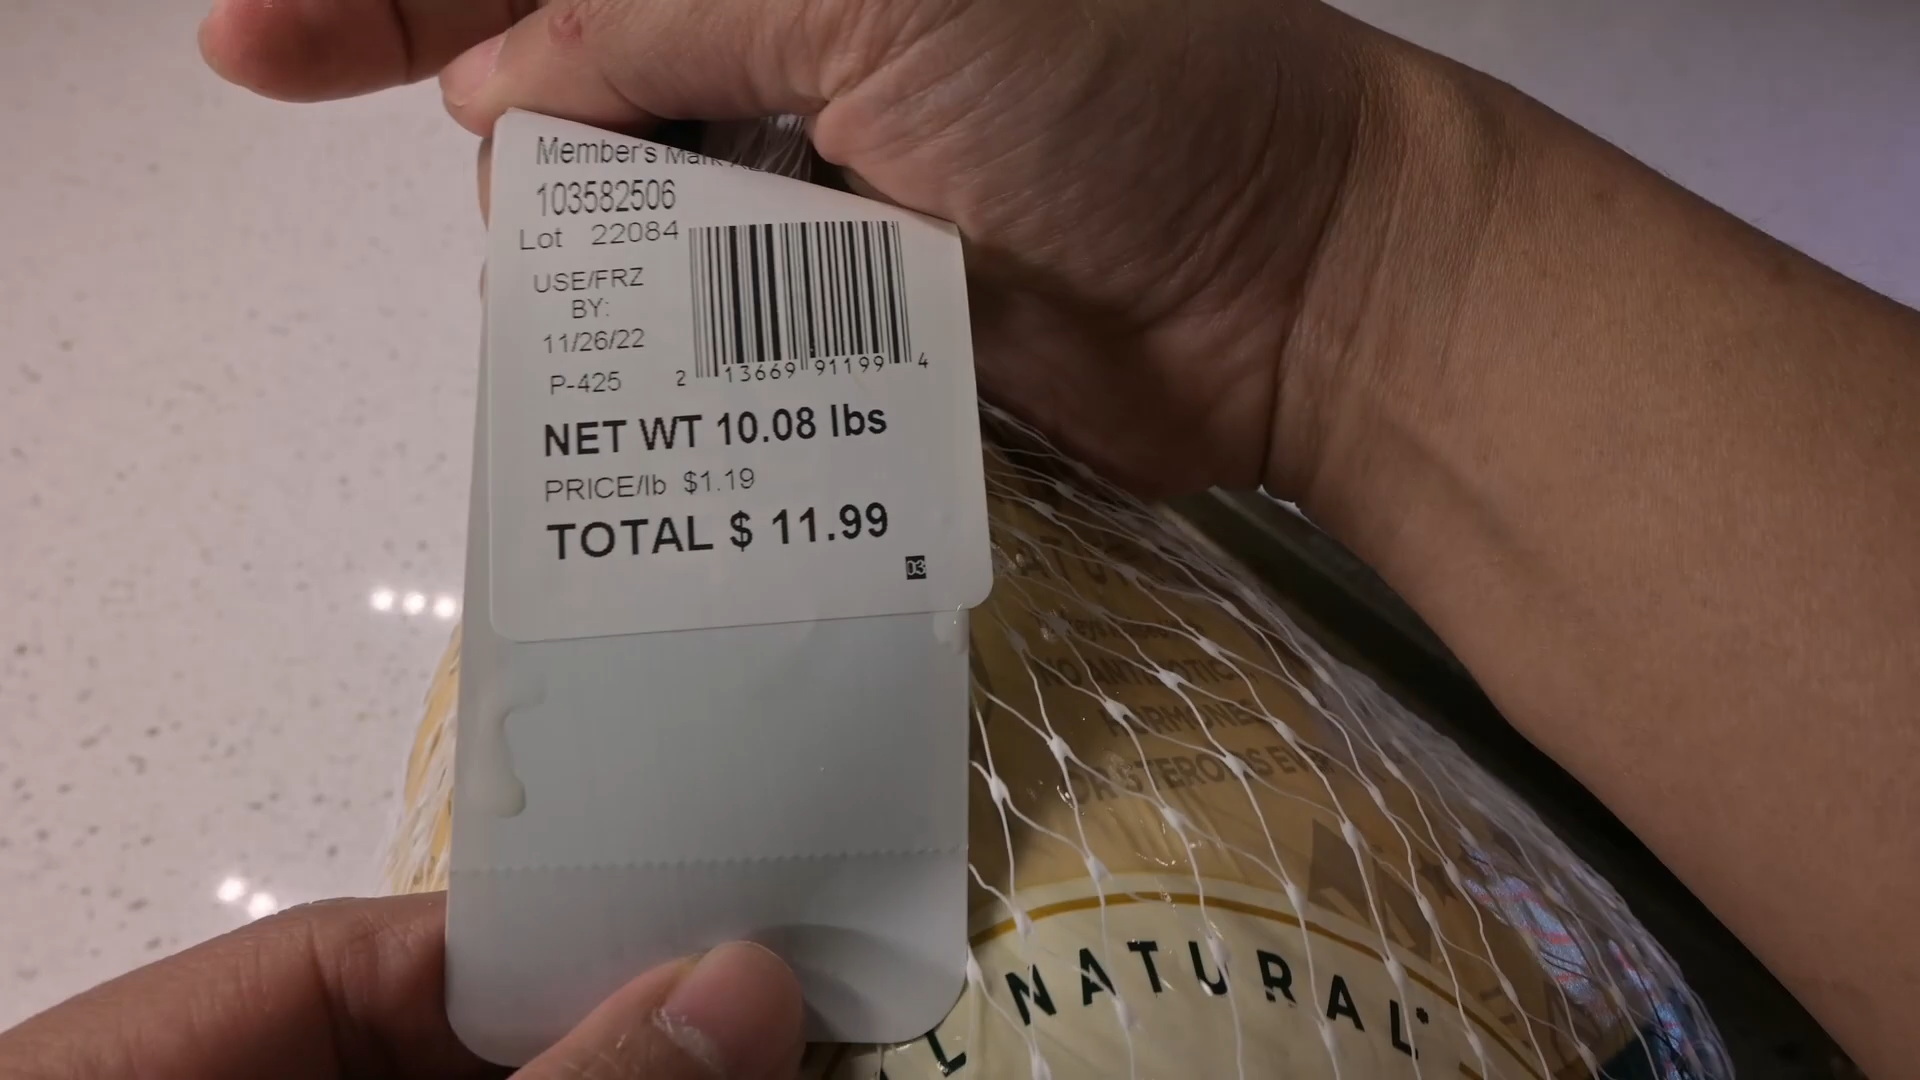 Member's Mark
103582506
Lot 22084
USE/FRZ
BY:
11/26/22
P-425
2 13669 91199 4
NET WT 10.08 lbs
PRICE/lb $1.19
TOTAL $ 11.99
03
NO ANTIBIOTICS,
HORMONES
OR STEROIDS EVER
L NATURAL*